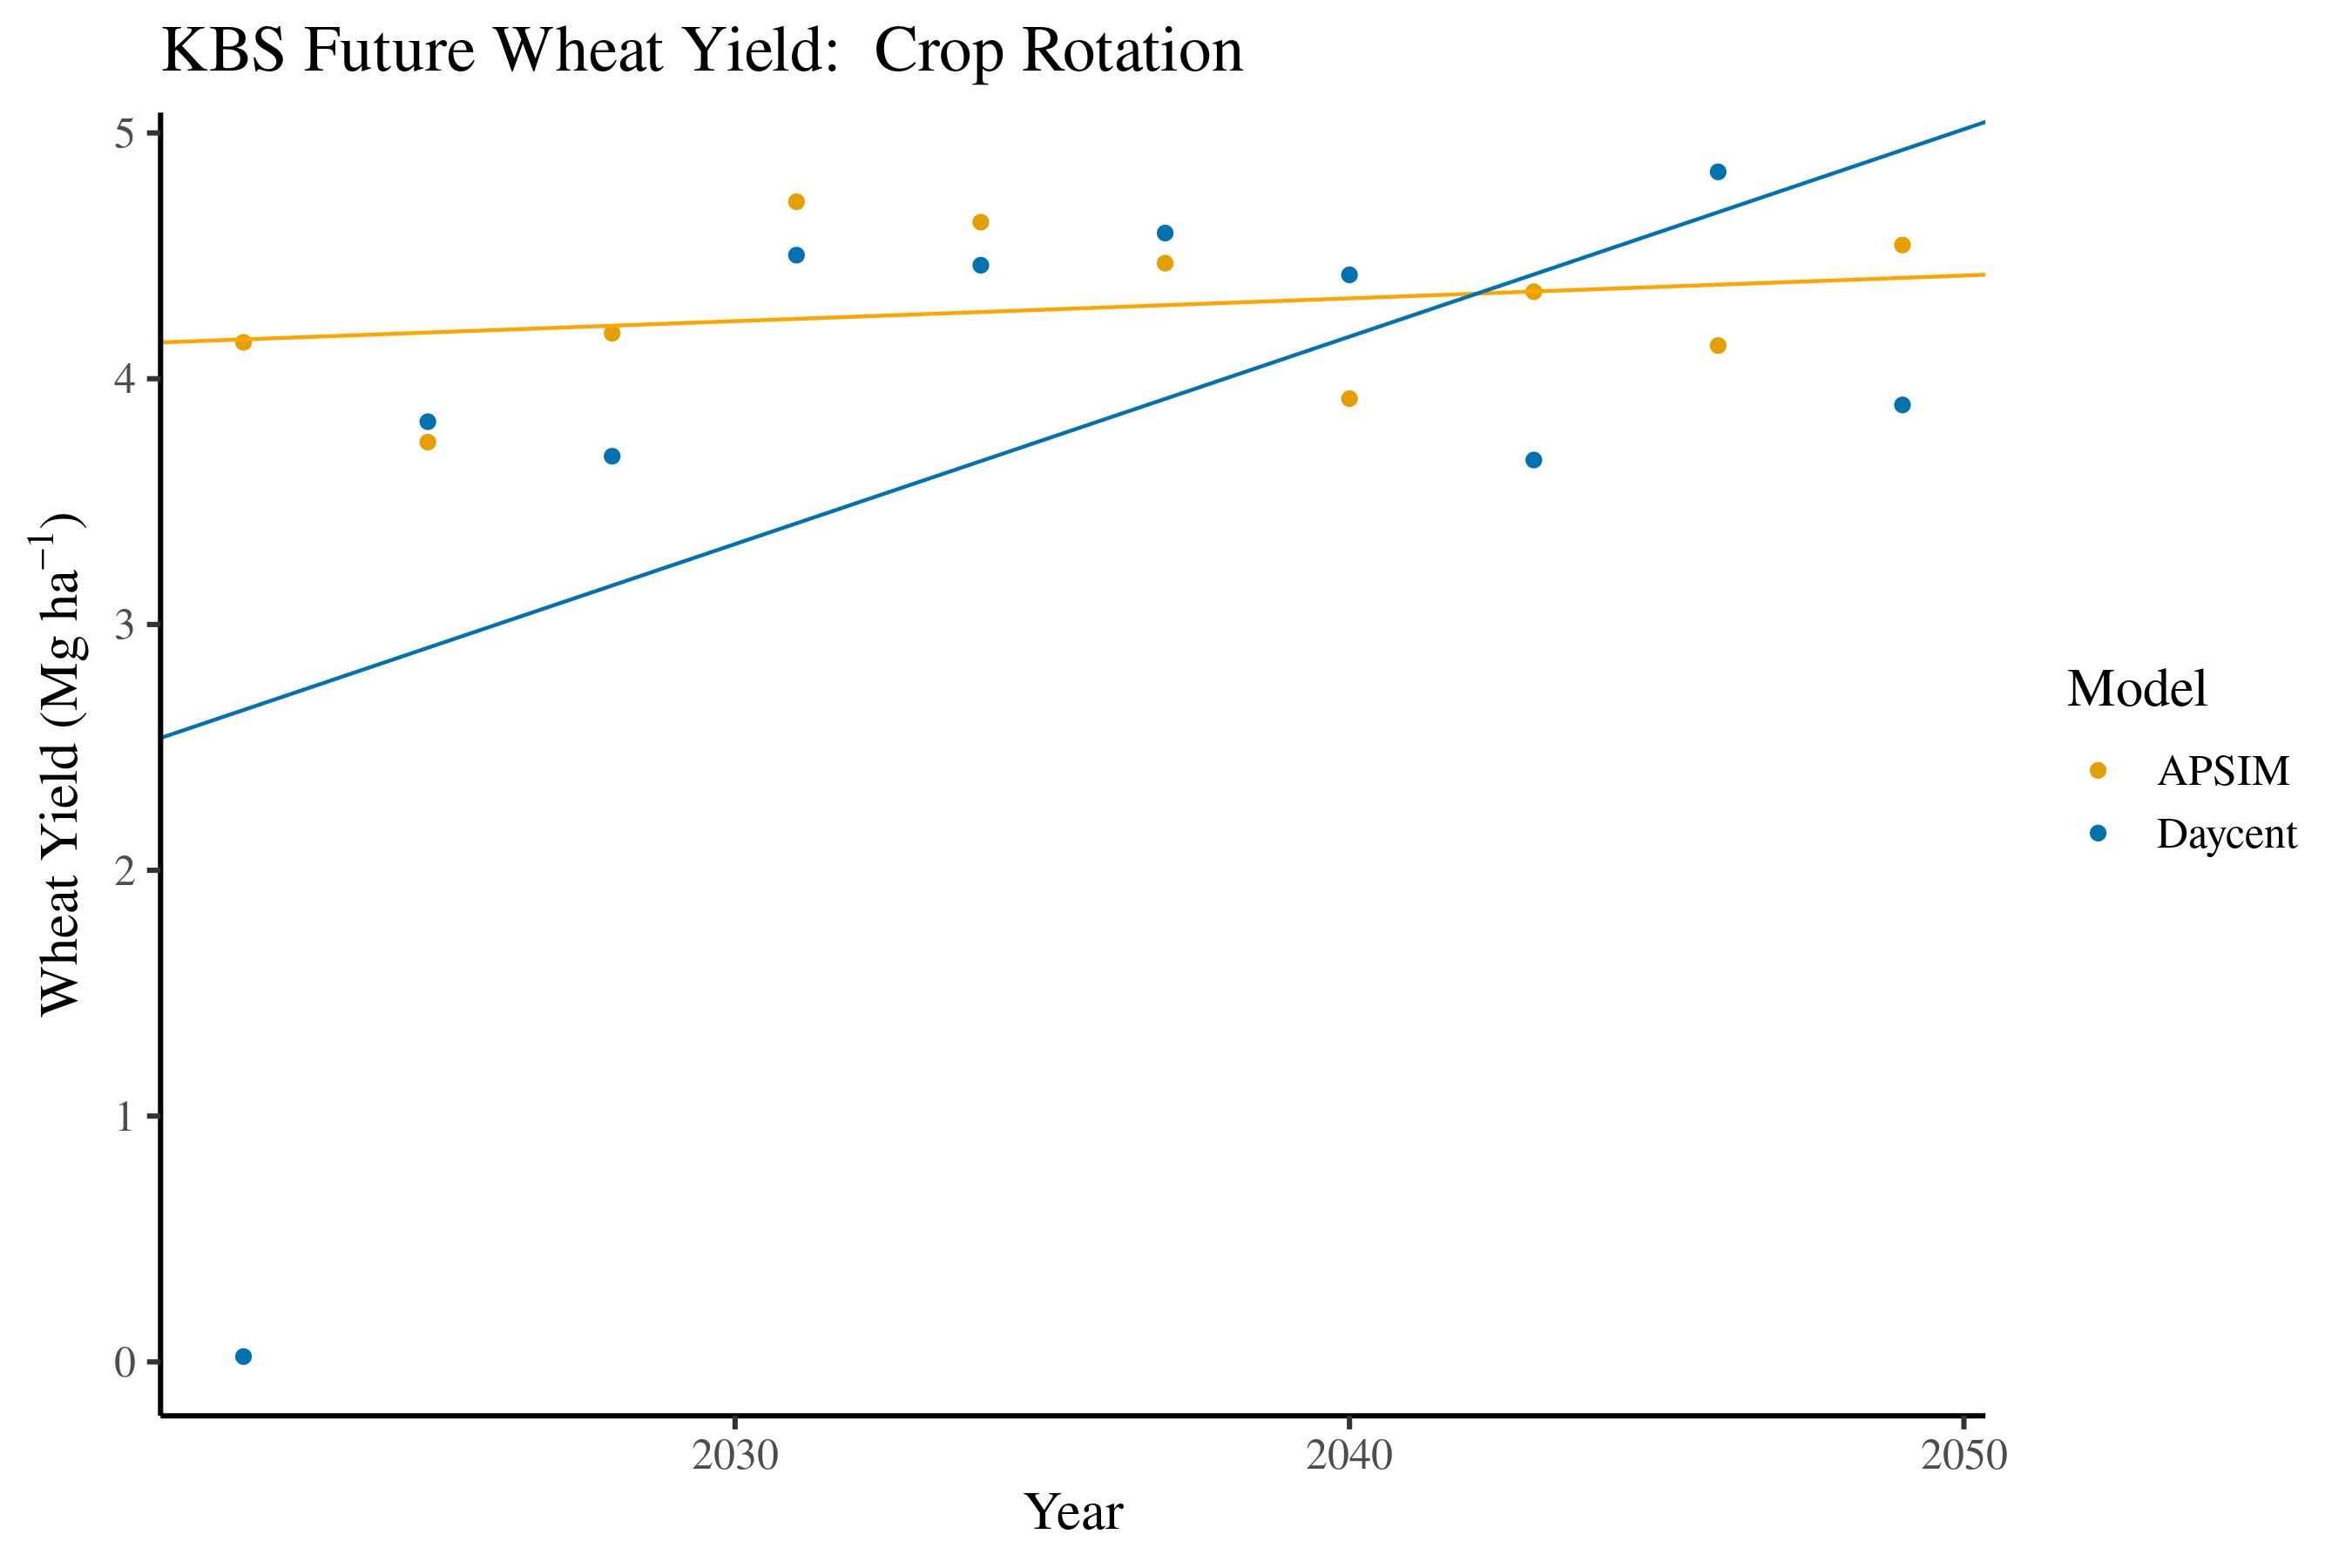 KBS Future Wheat Yield:  Crop Rotation
5
4
3
2
1
0
Wheat Yield (Mg ha⁻¹)
2030 2040 2050
Year
Model
APSIM
Daycent